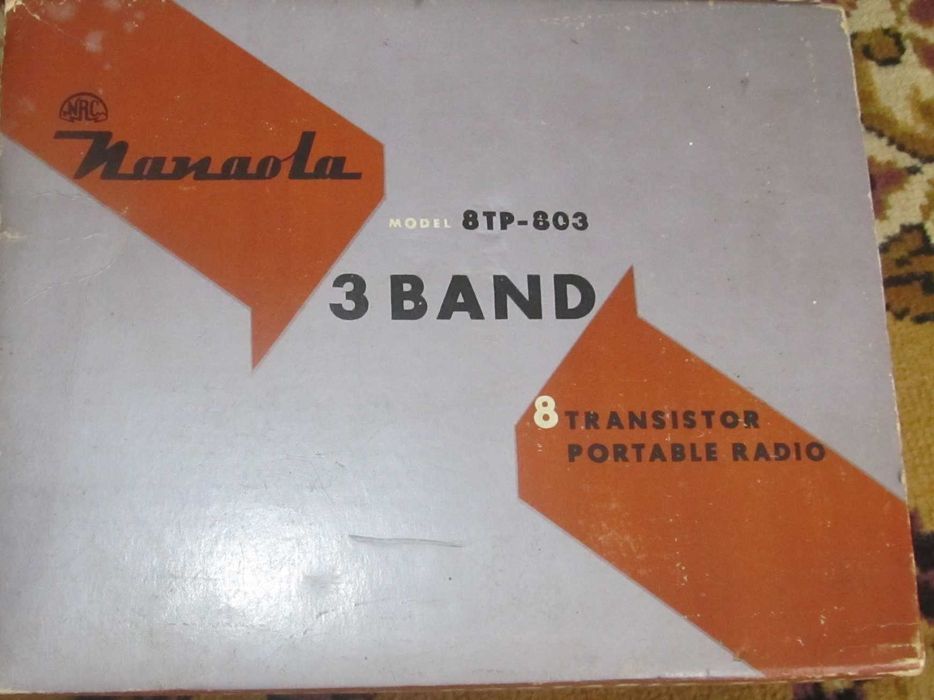 NRC
Nanaola
MODEL 8TP-803
3 BAND
8 TRANSISTOR
PORTABLE RADIO